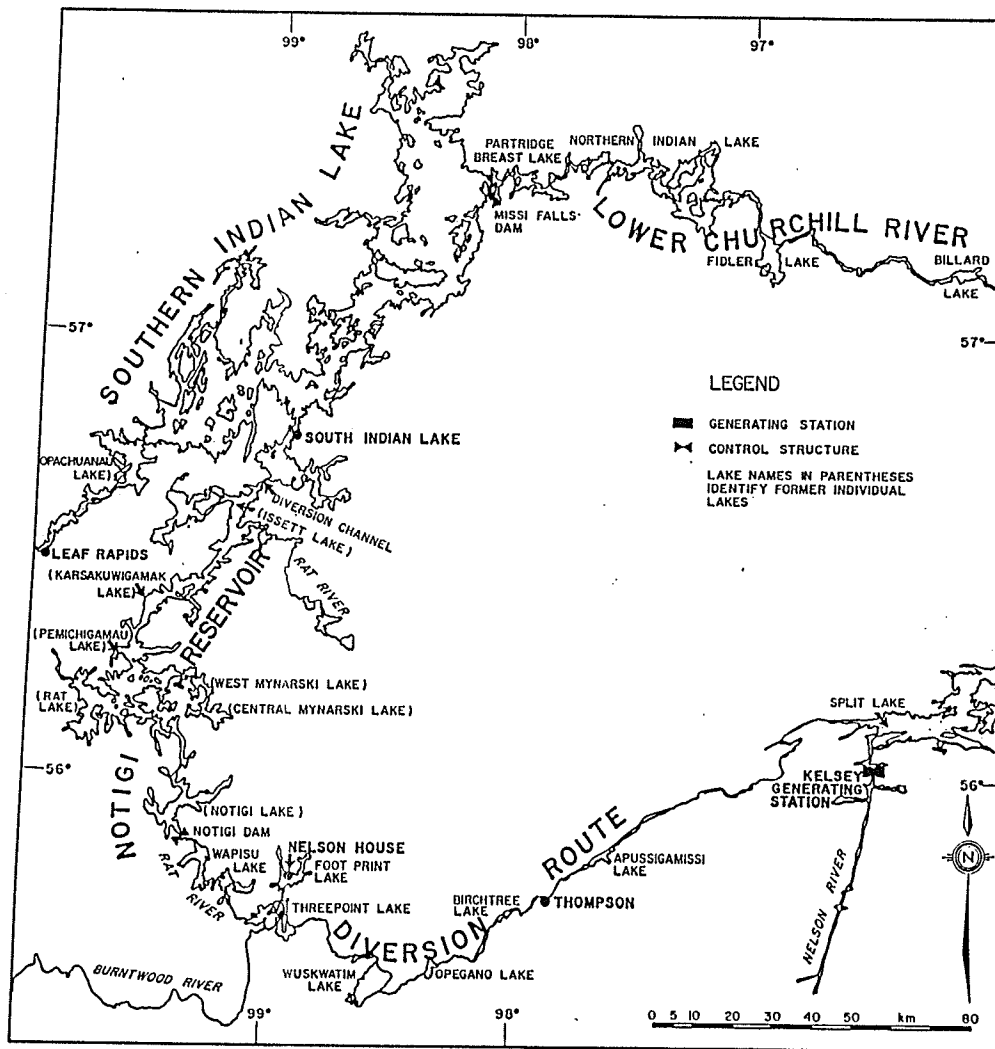 99°
98°
97°
SOUTHERN INDIAN LAKE
PARTRIDGE
BREAST LAKE
NORTHERN INDIAN LAKE
MISSI FALLS
DAM
LOWER CHURCHILL RIVER
FIDLER LAKE
BILLARD
LAKE
57°
57°
LEGEND
GENERATING STATION
CONTROL STRUCTURE
LAKE NAMES IN PARENTHESES
IDENTIFY FORMER INDIVIDUAL
LAKES
SOUTH INDIAN LAKE
OPACHUANAU
LAKE)
DIVERSION CHANNEL
(ISSETT LAKE)
LEAF RAPIDS
(KARSAKUWIGAMAK
LAKE)
RAT RIVER
NOTIGI RESERVOIR
(PEMICHIGAMAU
LAKE)
(WEST MYNARSKI LAKE)
(RAT
LAKE)
(CENTRAL MYNARSKI LAKE)
SPLIT LAKE
56°
KELSEY
GENERATING
STATION
56°
(NOTIGI LAKE)
NOTIGI DAM
WAPISU
LAKE
NELSON HOUSE
FOOT PRINT
LAKE
RAT
RIVER
DIVERSION ROUTE
APUSSIGAMISSI
LAKE
N
THREEPOINT LAKE
BIRCHTREE
LAKE
THOMPSON
NELSON RIVER
WUSKWATIM
LAKE
OPEGANO LAKE
BURNTWOOD RIVER
99°
98°
0 5 10 20 30 40 50 km 80